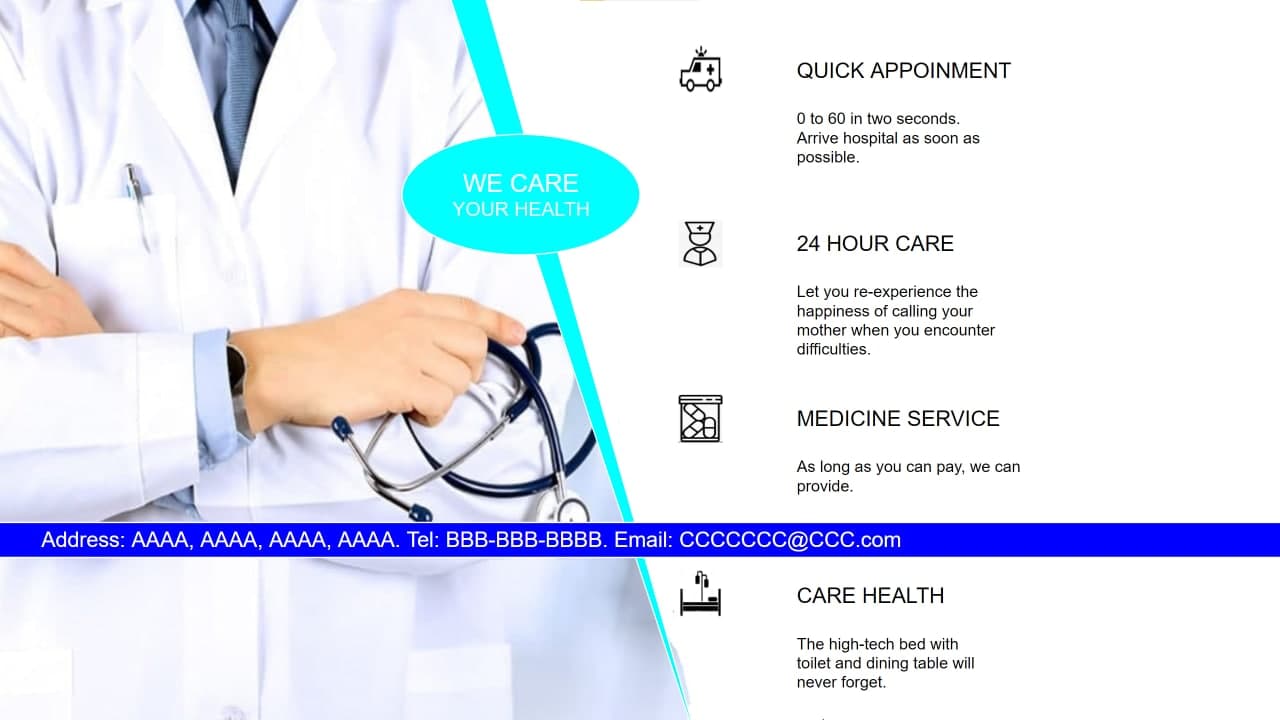 WE CARE
YOUR HEALTH
QUICK APPOINMENT
0 to 60 in two seconds.
Arrive hospital as soon as
possible.
24 HOUR CARE
Let you re-experience the
happiness of calling your
mother when you encounter
difficulties.
MEDICINE SERVICE
As long as you can pay, we can
provide.
Address: AAAA, AAAA, AAAA, AAAA. Tel: BBB-BBB-BBBB. Email: CCCCCCC@CCC.com
CARE HEALTH
The high-tech bed with
toilet and dining table will
never forget.